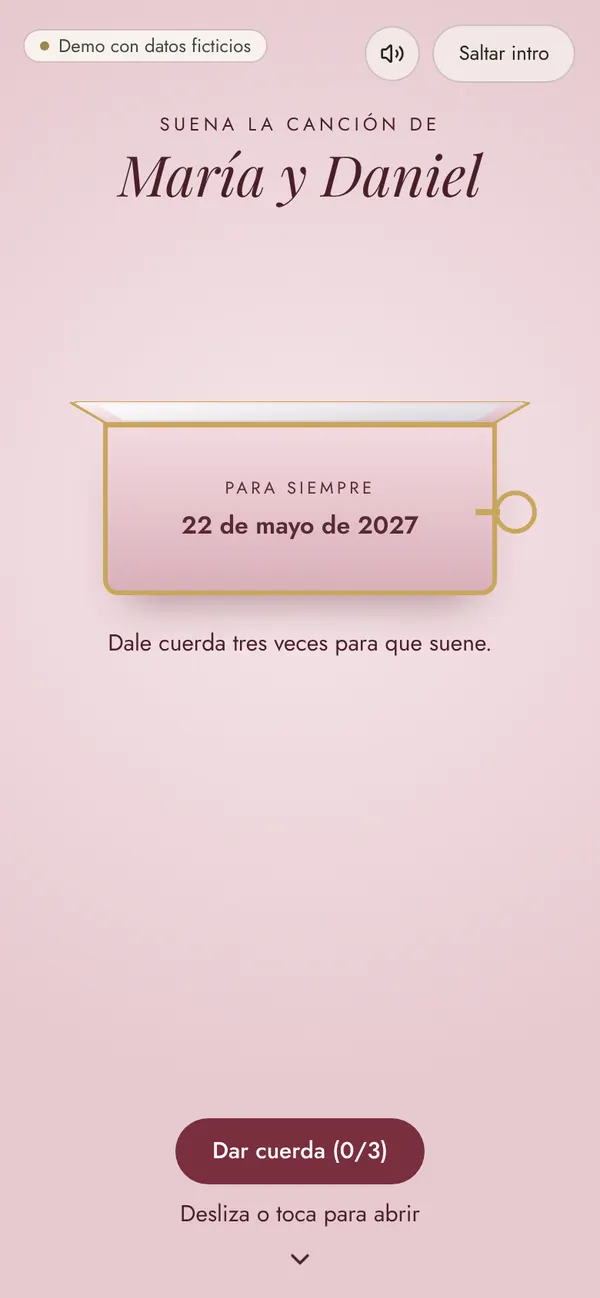 Demo con datos ficticios
Saltar intro
SUENA LA CANCIÓN DE
María y Daniel
PARA SIEMPRE
22 de mayo de 2027
Dale cuerda tres veces para que suene.
Dar cuerda (0/3)
Desliza o toca para abrir